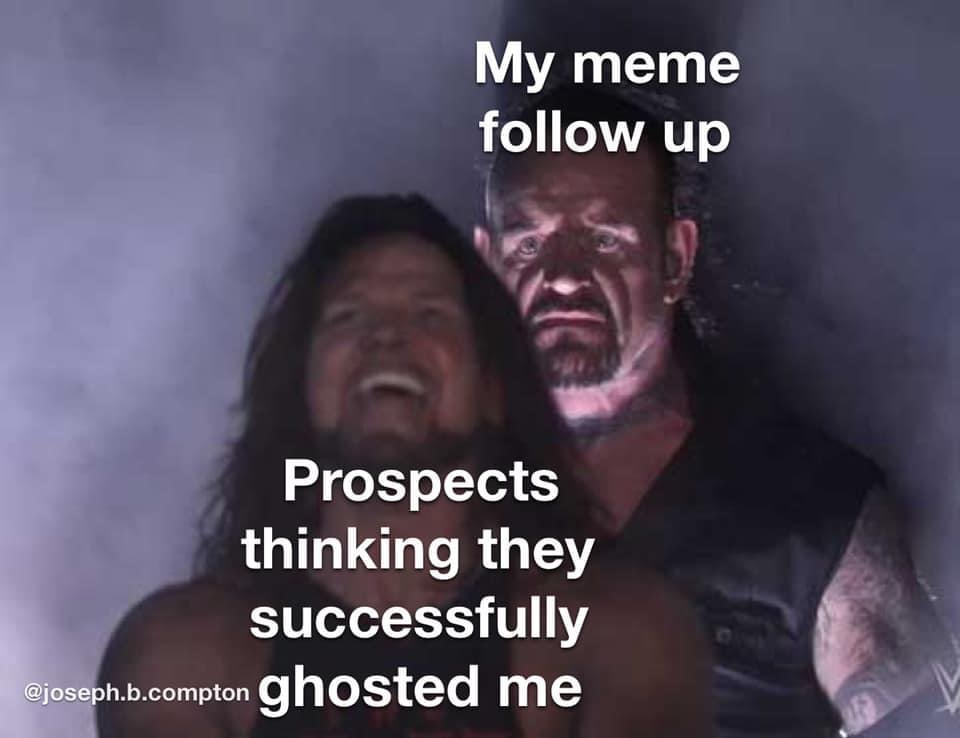 My meme
follow up
Prospects
thinking they
successfully
ghosted me
@joseph.b.compton